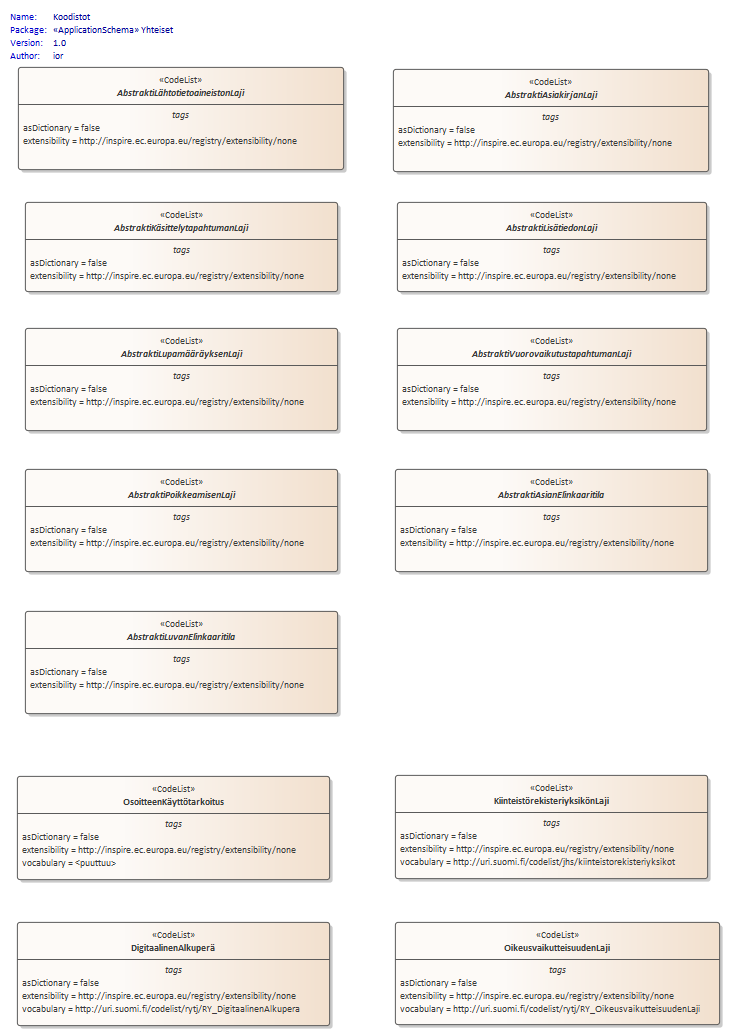 Name: Koodistot
Package: «ApplicationSchema» Yhteiset
Version: 1.0
Author: ior
«CodeList»
AbstraktiLähtotietoaineistonLaji
tags
asDictionary = false
extensibility = http://inspire.ec.europa.eu/registry/extensibility/none
«CodeList»
AbstraktiAsiakirjanLaji
tags
asDictionary = false
extensibility = http://inspire.ec.europa.eu/registry/extensibility/none
«CodeList»
AbstraktiKäsittelytapahtumanLaji
tags
asDictionary = false
extensibility = http://inspire.ec.europa.eu/registry/extensibility/none
«CodeList»
AbstraktiLisätiedonLaji
tags
asDictionary = false
extensibility = http://inspire.ec.europa.eu/registry/extensibility/none
«CodeList»
AbstraktiLupamääräyksenLaji
tags
asDictionary = false
extensibility = http://inspire.ec.europa.eu/registry/extensibility/none
«CodeList»
AbstraktiVuorovaikutustapahtumanLaji
tags
asDictionary = false
extensibility = http://inspire.ec.europa.eu/registry/extensibility/none
«CodeList»
AbstraktiPoikkeamisenLaji
tags
asDictionary = false
extensibility = http://inspire.ec.europa.eu/registry/extensibility/none
«CodeList»
AbstraktiAsianElinkaaritila
tags
asDictionary = false
extensibility = http://inspire.ec.europa.eu/registry/extensibility/none
«CodeList»
AbstraktiLuvanElinkaaritila
tags
asDictionary = false
extensibility = http://inspire.ec.europa.eu/registry/extensibility/none
«CodeList»
OsoitteenKäyttötarkoitus
tags
asDictionary = false
extensibility = http://inspire.ec.europa.eu/registry/extensibility/none
vocabulary = <puuttuu>
«CodeList»
KiinteistörekisteriyksikönLaji
tags
asDictionary = false
extensibility = http://inspire.ec.europa.eu/registry/extensibility/none
vocabulary = http://uri.suomi.fi/codelist/jhs/kiinteistorekisteriyksikot
«CodeList»
DigitaalinenAlkuperä
tags
asDictionary = false
extensibility = http://inspire.ec.europa.eu/registry/extensibility/none
vocabulary = http://uri.suomi.fi/codelist/rytj/RY_DigitaalinenAlkupera
«CodeList»
OikeusvaikutteisuudenLaji
tags
asDictionary = false
extensibility = http://inspire.ec.europa.eu/registry/extensibility/none
vocabulary = http://uri.suomi.fi/codelist/rytj/RY_OikeusvaikutteisuudenLaji